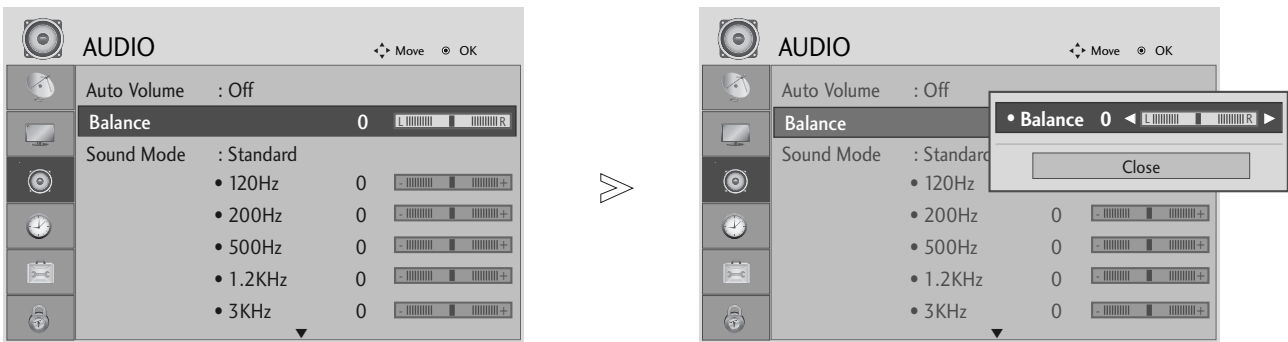 AUDIO
Move OK
Auto Volume : Off
Balance 0 L R
Sound Mode : Standard
• 120Hz 0 - +
• 200Hz 0 - +
• 500Hz 0 - +
• 1.2KHz 0 - +
• 3KHz 0 - +
AUDIO
Move OK
Auto Volume : Off
Balance
• Balance 0 L R
Close
Sound Mode : Standard
• 120Hz
• 200Hz 0 - +
• 500Hz 0 - +
• 1.2KHz 0 - +
• 3KHz 0 - +